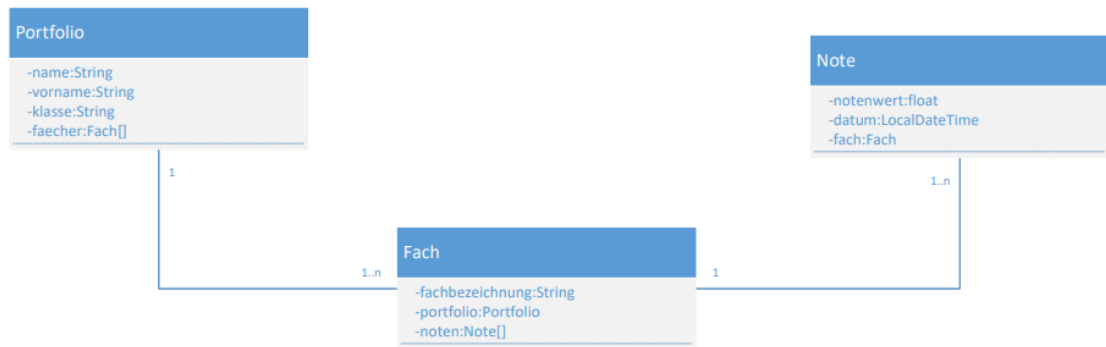 Portfolio
-name:String
-vorname:String
-klasse:String
-faecher:Fach[]
1
1..n
Note
-notenwert:float
-datum:LocalDateTime
-fach:Fach
1..n
1
Fach
-fachbezeichnung:String
-portfolio:Portfolio
-noten:Note[]